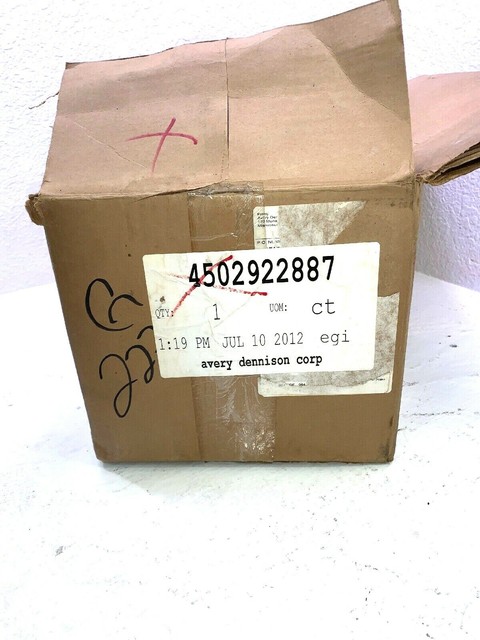 4502922887
QTY: 1 UOM: ct
1:19 PM JUL 10 2012 egi
avery dennison corp